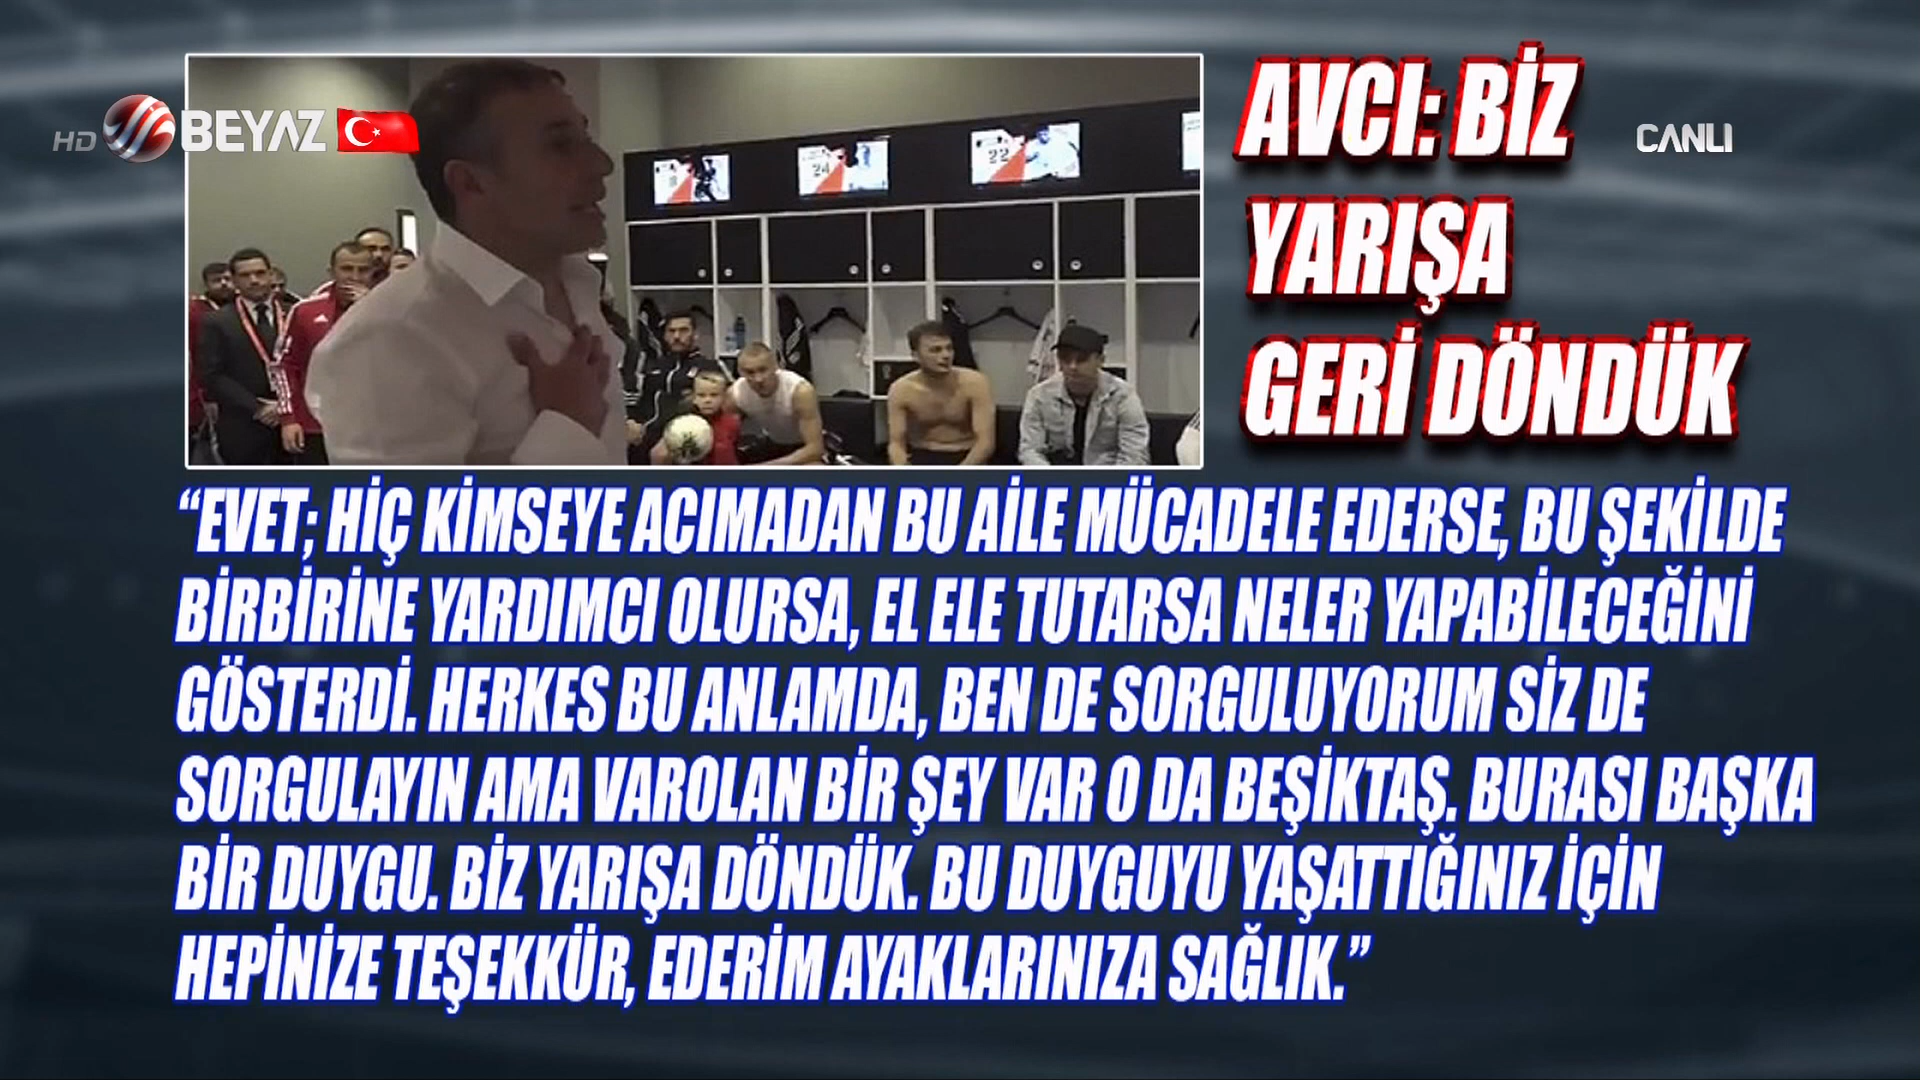 HD BEYAZ
8
24
22
AVCI: BİZ
YARIŞA
GERİ DÖNDÜK
CANLI
“EVET; HİÇ KİMSEYE ACIMADAN BU AİLE MÜCADELE EDERSE, BU ŞEKİLDE
BİRBİRİNE YARDIMCI OLURSA, EL ELE TUTARSA NELER YAPABİLECEĞİNİ
GÖSTERDİ. HERKES BU ANLAMDA, BEN DE SORGULUYORUM SİZ DE
SORGULAYIN AMA VAROLAN BİR ŞEY VAR O DA BEŞİKTAŞ. BURASI BAŞKA
BİR DUYGU. BİZ YARIŞA DÖNDÜK. BU DUYGUYU YAŞATTIĞINIZ İÇİN
HEPİNİZE TEŞEKKÜR, EDERİM AYAKLARINIZA SAĞLIK.”